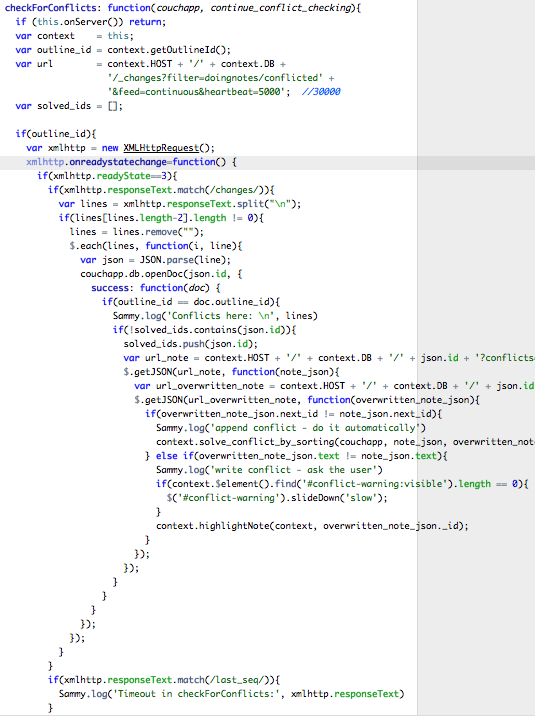 checkForConflicts: function(couchapp, continue_conflict_checking){
  if (this.onServer()) return;
  var context    = this;
  var outline_id = context.getOutlineId();
  var url        = context.HOST + '/' + context.DB +
                   '/_changes?filter=doingnotes/conflicted' +
                   '&feed=continuous&heartbeat=5000';  //30000
  var solved_ids = [];

  if(outline_id){
    var xmlhttp = new XMLHttpRequest();
    xmlhttp.onreadystatechange=function() {
      if(xmlhttp.readyState==3){
        if(xmlhttp.responseText.match(/changes/)){
          var lines = xmlhttp.responseText.split("\n");
          if(lines[lines.length-2].length != 0){
            lines = lines.remove("");
            $.each(lines, function(i, line){
              var json = JSON.parse(line);
              couchapp.db.openDoc(json.id, {
                success: function(doc) {
                  if(outline_id == doc.outline_id){
                    Sammy.log('Conflicts here: \n', lines)
                    if(!solved_ids.contains(json.id)){
                      solved_ids.push(json.id);
                      var url_note = context.HOST + '/' + context.DB + '/' + json.id + '?conflicts
                      $.getJSON(url_note, function(note_json){
                        var url_overwritten_note = context.HOST + '/' + context.DB + '/' + json.id
                        $.getJSON(url_overwritten_note, function(overwritten_note_json){
                          if(overwritten_note_json.next_id != note_json.next_id){
                            Sammy.log('append conflict - do it automatically')
                            context.solve_conflict_by_sorting(couchapp, note_json, overwritten_not
                          } else if(overwritten_note_json.text != note_json.text){
                            Sammy.log('write conflict - ask the user')
                            if(context.$element().find('#conflict-warning:visible').length == 0){
                              $('#conflict-warning').slideDown('slow');
                            }
                            context.highlightNote(context, overwritten_note_json._id);
                          }
                        });
                      });
                    }
                  }
                }
              });
            });
          }
        }
        if(xmlhttp.responseText.match(/last_seq/)){
          Sammy.log('Timeout in checkForConflicts:', xmlhttp.responseText)
        }